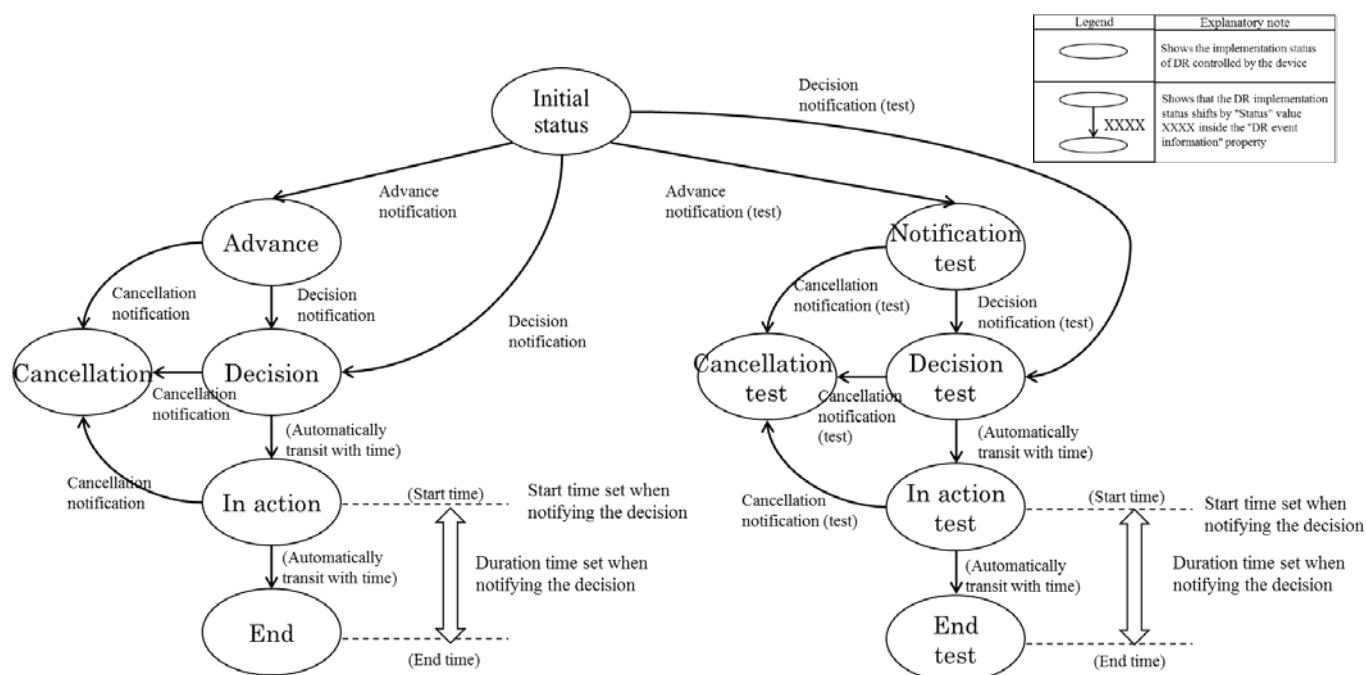 Legend
Explanatory note
Shows the implementation status
of DR controlled by the device
XXXX
Shows that the DR implementation
status shifts by "Status" value
XXXX inside the "DR event
information" property
Initial
status
Decision
notification (test)
Advance
notification
Advance
notification (test)
Advance
Notification
test
Cancellation
notification
Decision
notification
Decision
notification
Cancellation
notification (test)
Decision
notification (test)
Cancellation
Decision
Cancellation
notification
Cancellation
test
Decision
test
Cancellation
notification
(test)
(Automatically
transit with time)
(Automatically
transit with time)
Cancellation
notification
In action
(Start time)
Start time set when
notifying the decision
Cancellation
notification (test)
In action
test
(Start time)
Start time set when
notifying the decision
(Automatically
transit with time)
Duration time set when
notifying the decision
(Automatically
transit with time)
Duration time set when
notifying the decision
End
(End time)
End
test
(End time)